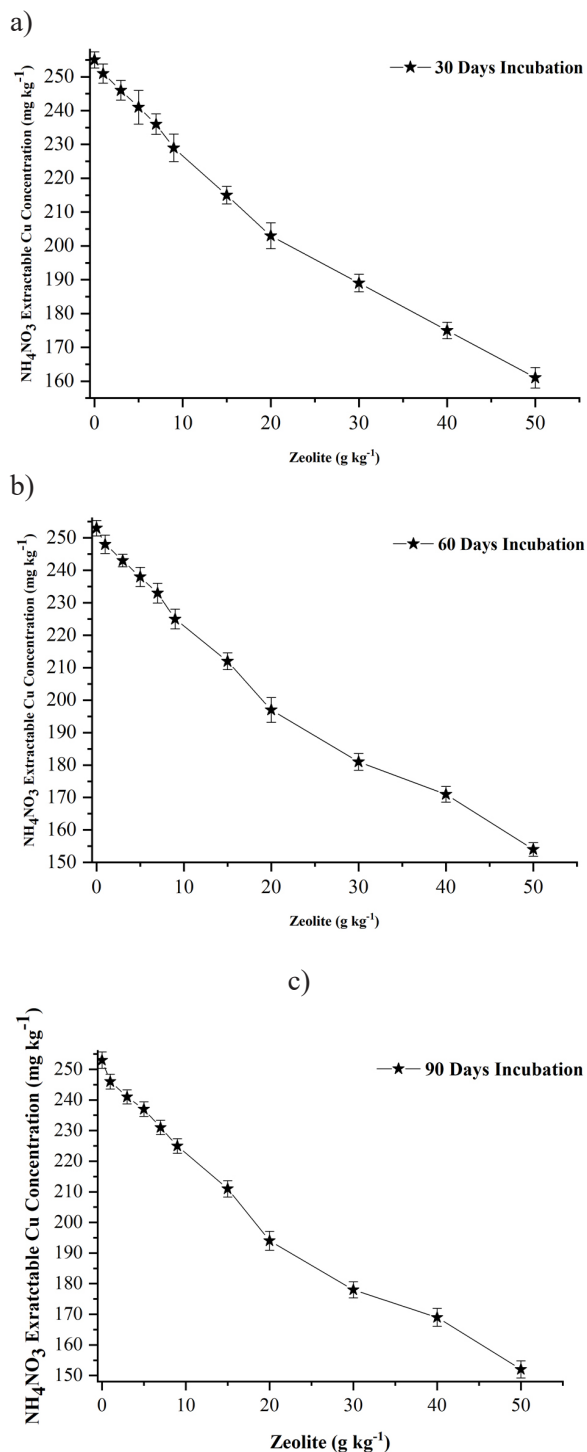 a)
250
240
230
220
210
200
190
180
170
160
NH₄NO₃ Extractable Cu Concentration (mg kg⁻¹)
30 Days Incubation
0 10 20 30 40 50
Zeolite (g kg⁻¹)
b)
250
240
230
220
210
200
190
180
170
160
150
NH₄NO₃ Extractable Cu Concentration (mg kg⁻¹)
60 Days Incubation
0 10 20 30 40 50
Zeolite (g kg⁻¹)
c)
250
240
230
220
210
200
190
180
170
160
150
NH₄NO₃ Exratctable Cu Concentration (mg kg⁻¹)
90 Days Incubation
0 10 20 30 40 50
Zeolite (g kg⁻¹)